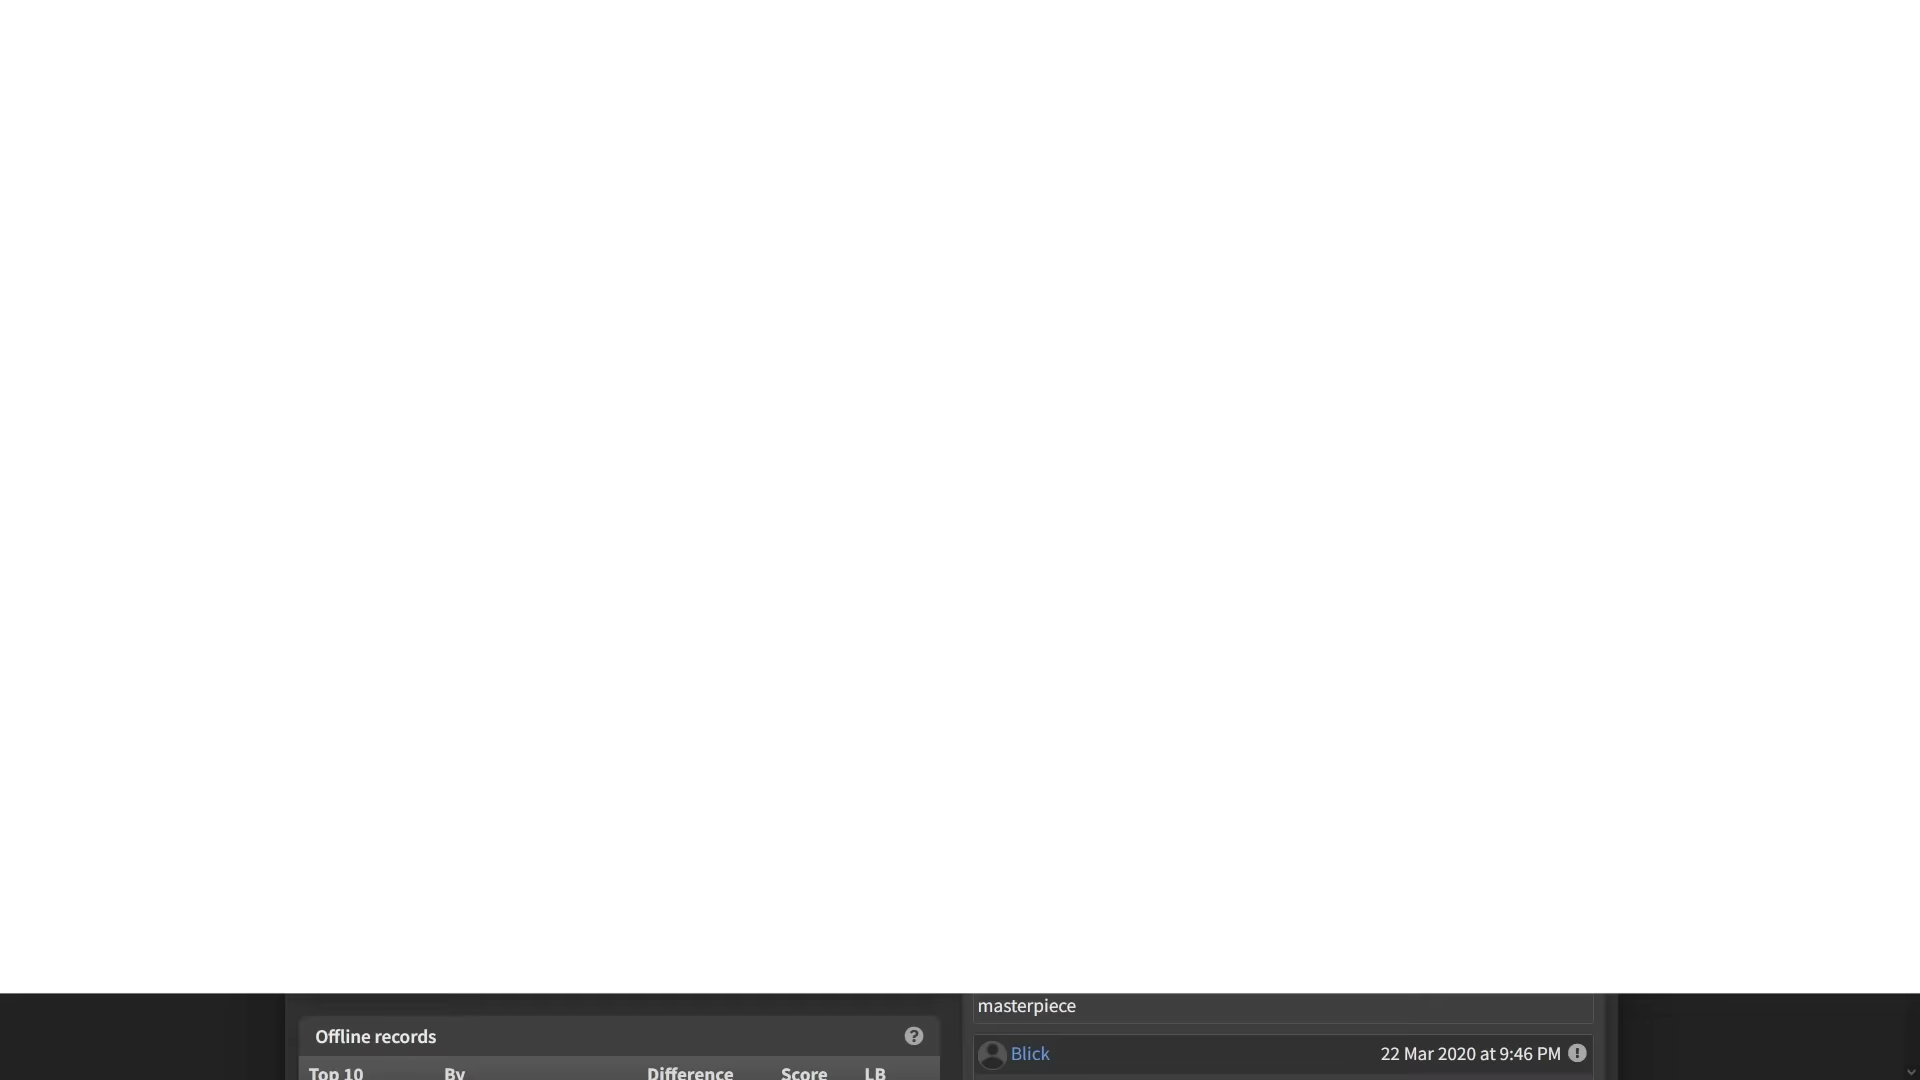 masterpiece
Offline records
Blick 22 Mar 2020 at 9:46 PM
Top 10 By Difference Score LB